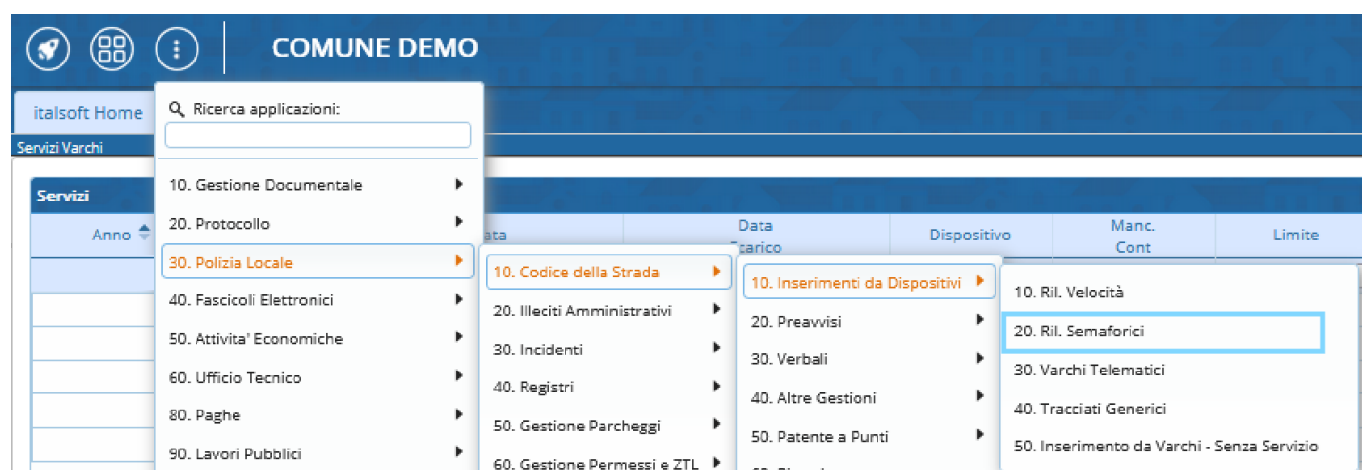 COMUNE DEMO
italsoft Home
Ricerca applicazioni:
Servizi Varchi
Servizi
Anno
Data
Scarico
Dispositivo
Manc.
Cont
Limite
10. Gestione Documentale
20. Protocollo
30. Polizia Locale
40. Fascicoli Elettronici
50. Attivita' Economiche
60. Ufficio Tecnico
80. Paghe
90. Lavori Pubblici
10. Codice della Strada
20. Illeciti Amministrativi
30. Incidenti
40. Registri
50. Gestione Parcheggi
60. Gestione Permessi e ZTL
10. Inserimenti da Dispositivi
20. Preavvisi
30. Verbali
40. Altre Gestioni
50. Patente a Punti
10. Ril. Velocità
20. Ril. Semaforici
30. Varchi Telematici
40. Tracciati Generici
50. Inserimento da Varchi - Senza Servizio